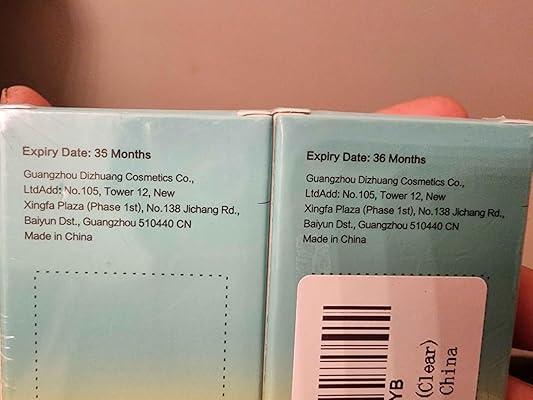 Expiry Date: 35 Months
Guangzhou Dizhuang Cosmetics Co.,
LtdAdd: No.105, Tower 12, New
Xingfa Plaza (Phase 1st), No.138 Jichang Rd.,
Baiyun Dst., Guangzhou 510440 CN
Made in China
Expiry Date: 36 Months
Guangzhou Dizhuang Cosmetics Co.,
LtdAdd: No.105, Tower 12, New
Xingfa Plaza (Phase 1st), No.138 Jichang Rd.,
Baiyun Dst., Guangzhou 510440 CN
Made in China
YB
(Clear)
China